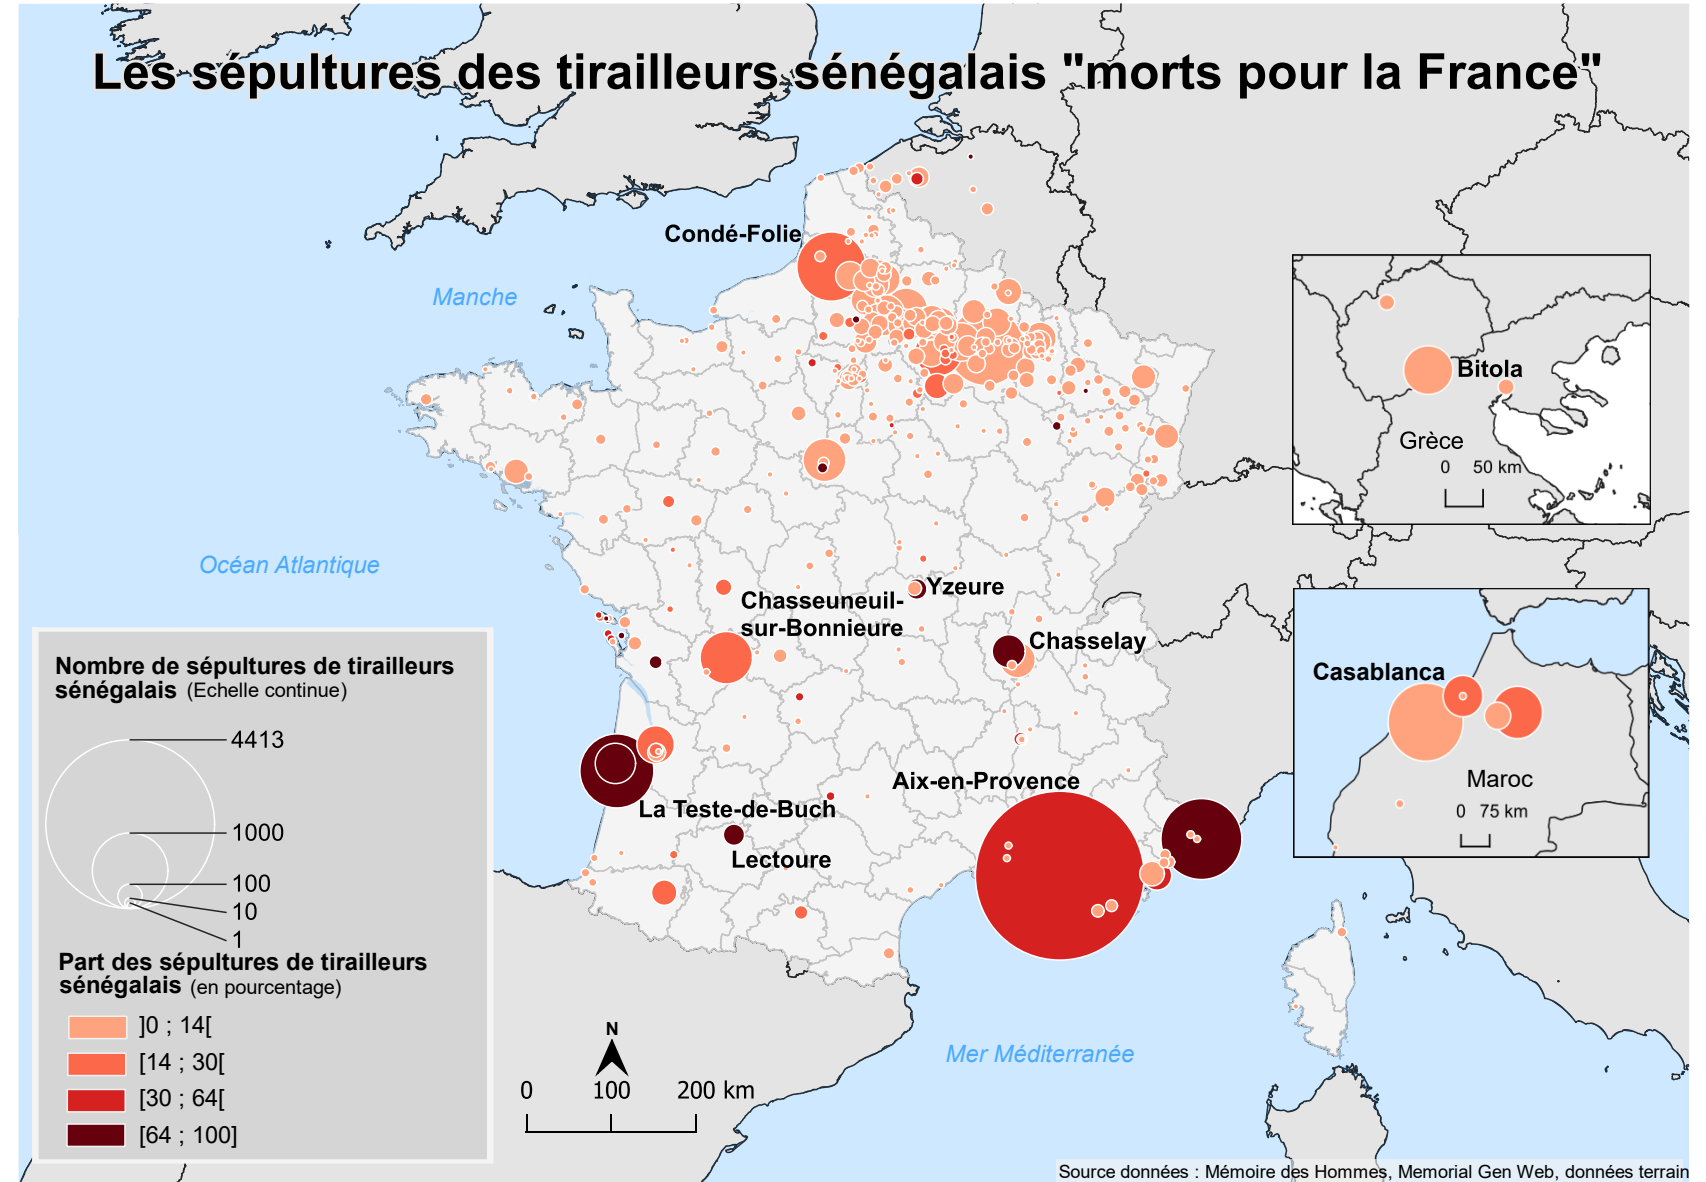 Les sépultures des tirailleurs sénégalais "morts pour la France"
Condé-Folie
Manche
Bitola
Grèce
0 50 km
Océan Atlantique
Yzeure
Chasseuneuil-
sur-Bonnieure
Chasselay
Casablanca
Maroc
0 75 km
Aix-en-Provence
La Teste-de-Buch
Lectoure
Nombre de sépultures de tirailleurs
sénégalais (Echelle continue)
4413
1000
100
10
1
Part des sépultures de tirailleurs
sénégalais (en pourcentage)
]0 ; 14[
[14 ; 30[
[30 ; 64[
[64 ; 100]
N
0 100 200 km
Mer Méditerranée
Source données : Mémoire des Hommes, Memorial Gen Web, données terrain